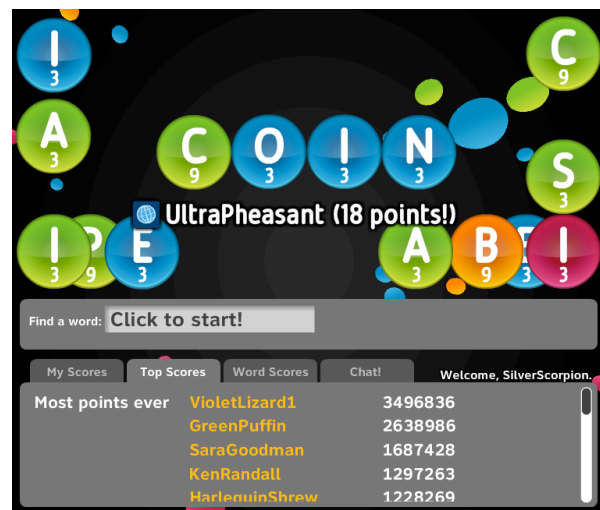 I
3
C
9
A
3
C O I N
9 3 3 3
S
3
UltraPheasant (18 points!)
I P E
3 9 3
A B E I
3 9 3 3
Find a word: Click to start!
My Scores Top Scores Word Scores Chat!
Welcome, SilverScorpion.
Most points ever VioletLizard1 3496836
GreenPuffin 2638986
SaraGoodman 1687428
KenRandall 1297263
HarlequinShrew 1228269